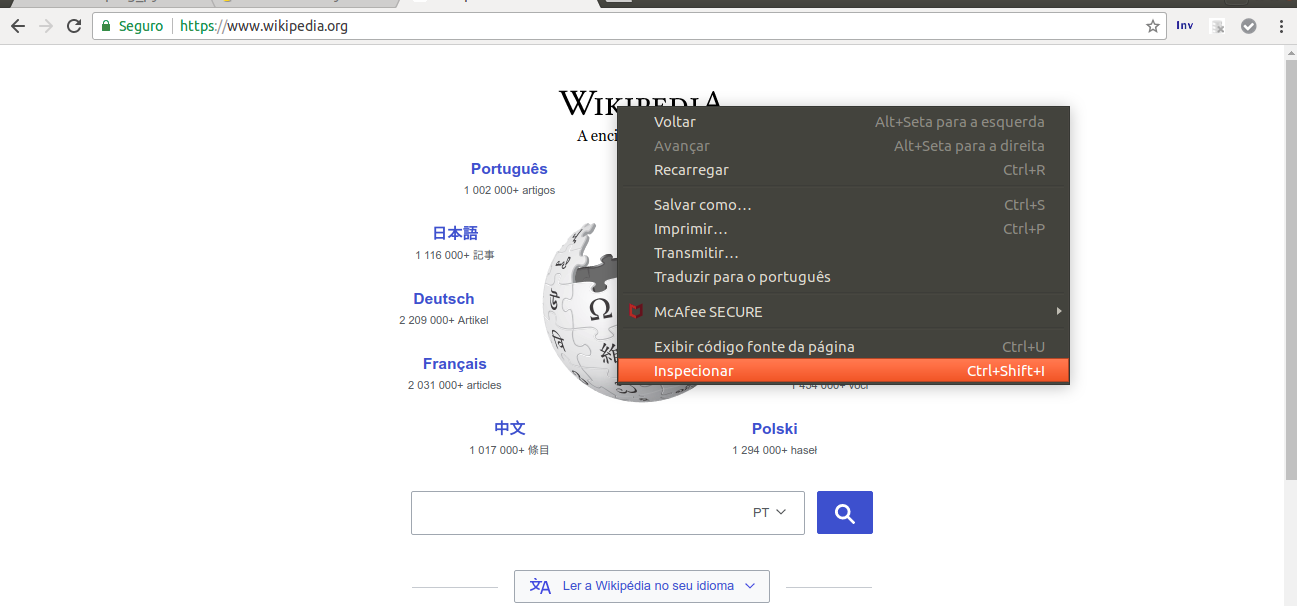 Seguro https://www.wikipedia.org Inv
WIKIPEDIA
A enci
Português
1 002 000+ artigos
日本語
1 116 000+ 記事
Deutsch
2 209 000+ Artikel
Français
2 031 000+ articles
中文
1 017 000+ 條目
Voltar Alt+Seta para a esquerda
Avançar Alt+Seta para a direita
Recarregar Ctrl+R
Salvar como… Ctrl+S
Imprimir… Ctrl+P
Transmitir…
Traduzir para o português
McAfee SECURE
Exibir código fonte da página Ctrl+U
Inspecionar Ctrl+Shift+I
Ω
Polski
1 294 000+ haseł
PT
Ler a Wikipédia no seu idioma